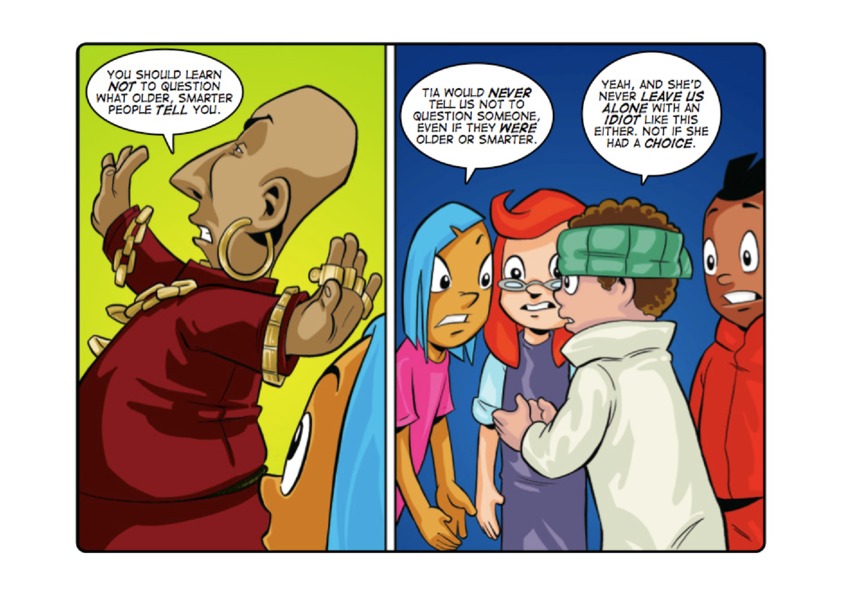 YOU SHOULD LEARN
NOT TO QUESTION
WHAT OLDER, SMARTER
PEOPLE TELL YOU.
TIA WOULD NEVER
TELL US NOT TO
QUESTION SOMEONE,
EVEN IF THEY WERE
OLDER OR SMARTER.
YEAH, AND SHE'D
NEVER LEAVE US
ALONE WITH AN
IDIOT LIKE THIS
EITHER. NOT IF SHE
HAD A CHOICE.